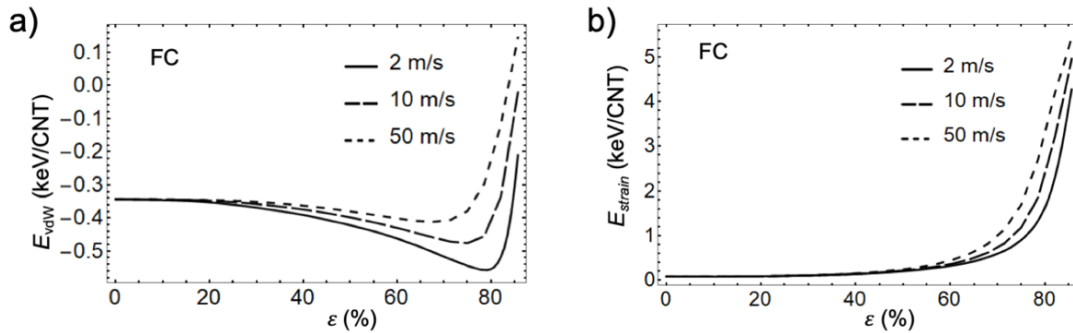 a)
FC
2 m/s
10 m/s
50 m/s
E_vdW (keV/CNT)
0.1
0.0
−0.1
−0.2
−0.3
−0.4
−0.5
0 20 40 60 80
ε (%)
b)
FC
2 m/s
10 m/s
50 m/s
E_strain (keV/CNT)
5
4
3
2
1
0
0 20 40 60 80
ε (%)